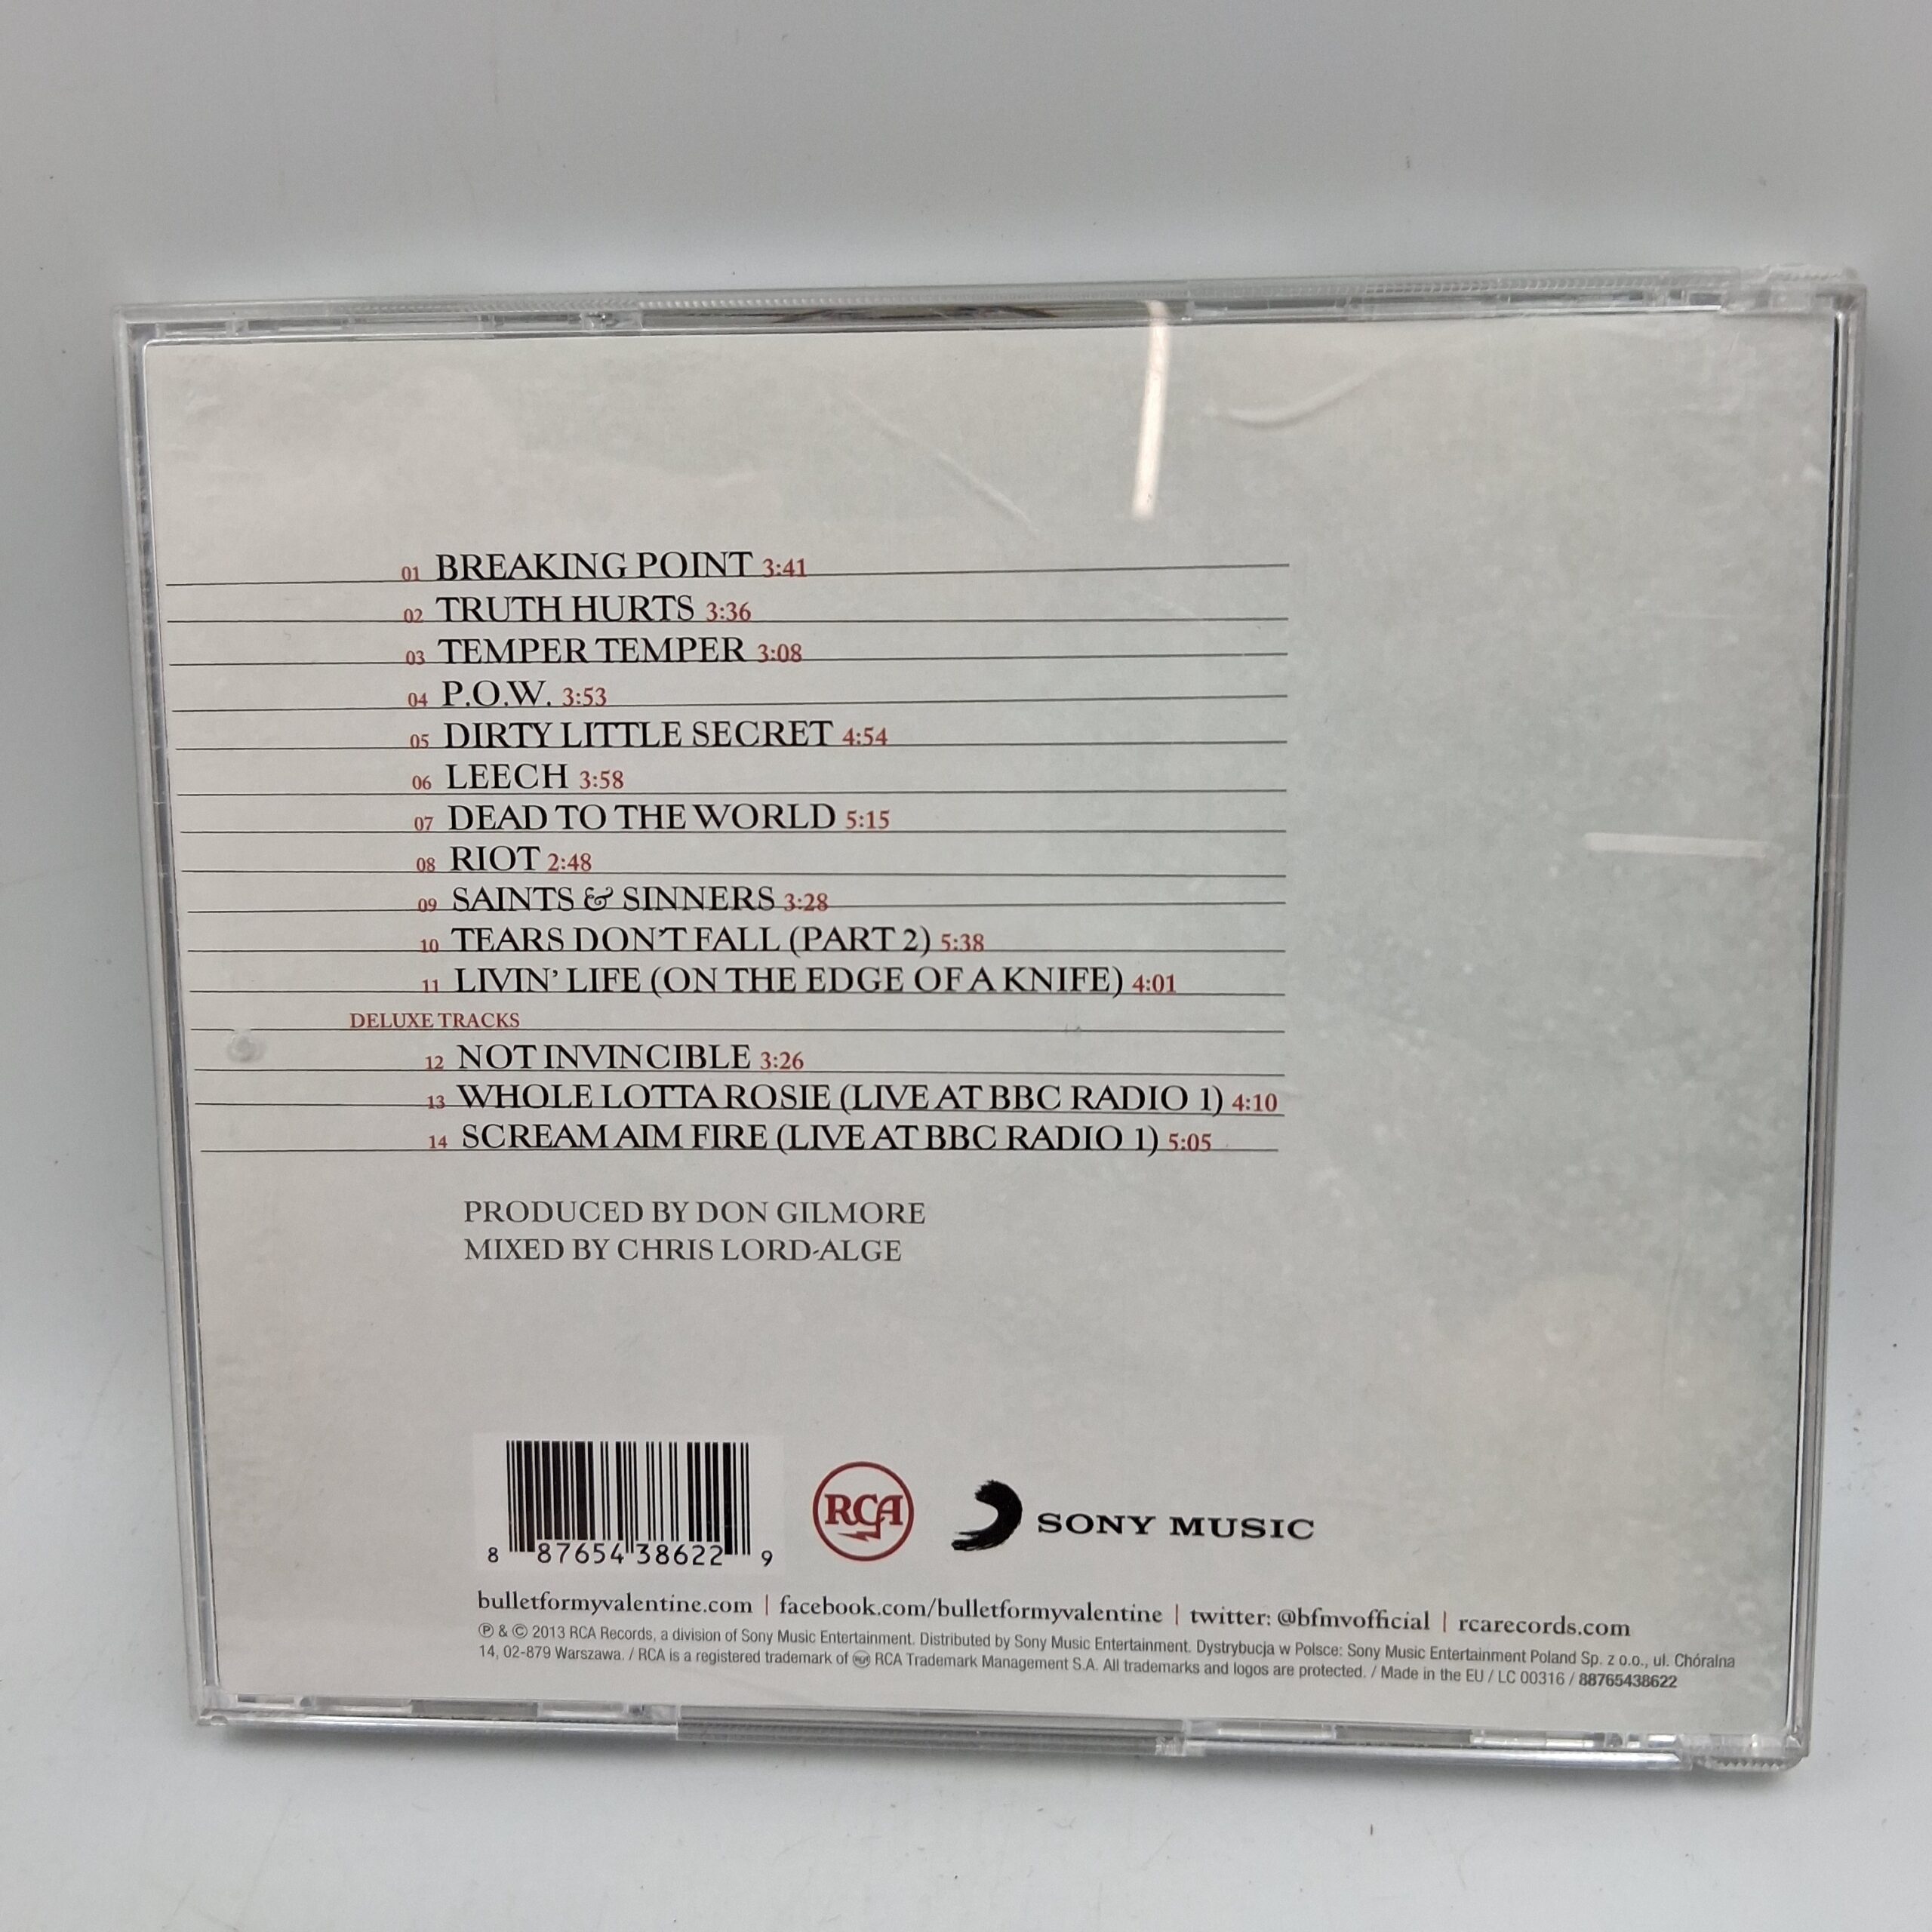 01 BREAKING POINT 3:41
02 TRUTH HURTS 3:36
03 TEMPER TEMPER 3:08
04 P.O.W. 3:53
05 DIRTY LITTLE SECRET 4:54
06 LEECH 3:58
07 DEAD TO THE WORLD 5:15
08 RIOT 2:48
09 SAINTS & SINNERS 3:28
10 TEARS DON'T FALL (PART 2) 5:38
11 LIVIN' LIFE (ON THE EDGE OF A KNIFE) 4:01
DELUXE TRACKS
12 NOT INVINCIBLE 3:26
13 WHOLE LOTTA ROSIE (LIVE AT BBC RADIO 1) 4:10
14 SCREAM AIM FIRE (LIVE AT BBC RADIO 1) 5:05
PRODUCED BY DON GILMORE
MIXED BY CHRIS LORD-ALGE
8 87654 38622 9
RCA
SONY MUSIC
bulletformyvalentine.com | facebook.com/bulletformyvalentine | twitter: @bfmvofficial | rcarecords.com
℗ & © 2013 RCA Records, a division of Sony Music Entertainment. Distributed by Sony Music Entertainment. Dystrybucja w Polsce: Sony Music Entertainment Poland Sp. z o.o., ul. Chóralna
14, 02-879 Warszawa. / RCA is a registered trademark of RCA Trademark Management S.A. All trademarks and logos are protected. / Made in the EU / LC 00316 / 88765438622